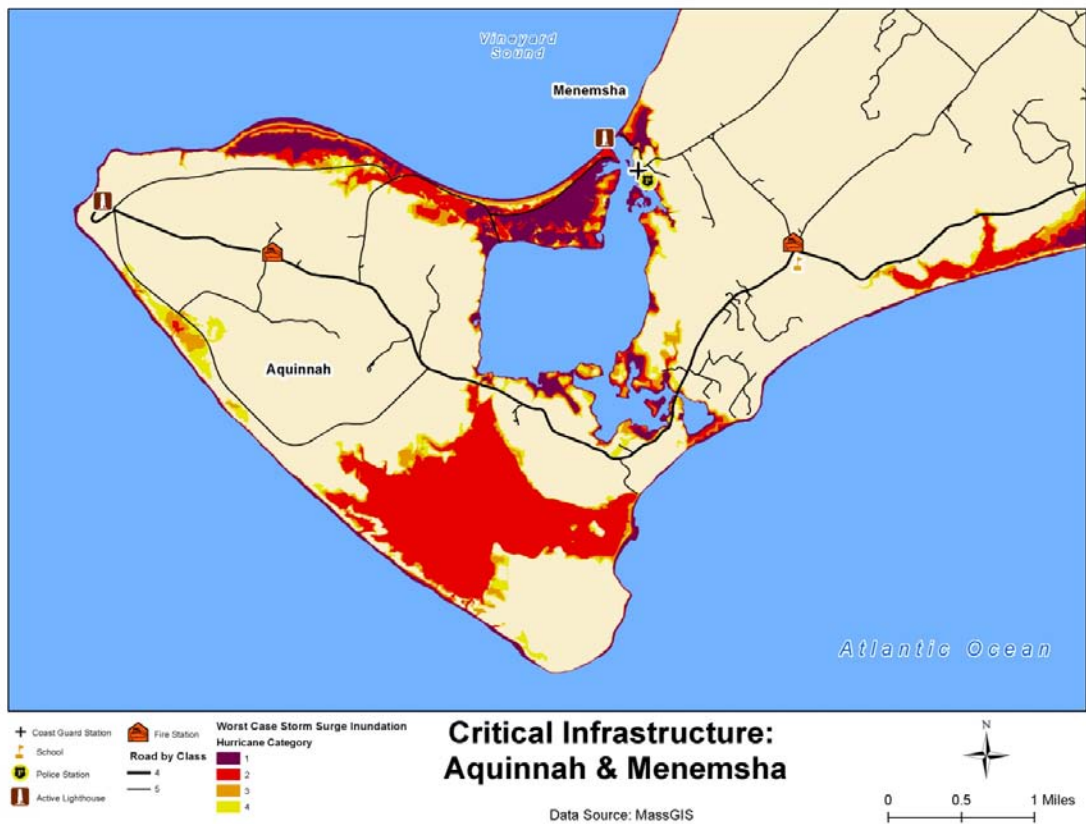 Vineyard
Sound
Menemsha
Aquinnah
Atlantic Ocean
Coast Guard Station
School
Police Station
Active Lighthouse
Fire Station
Road by Class
4
5
Worst Case Storm Surge Inundation
Hurricane Category
1
2
3
4
Critical Infrastructure:
Aquinnah & Menemsha
Data Source: MassGIS
N
0 0.5 1 Miles